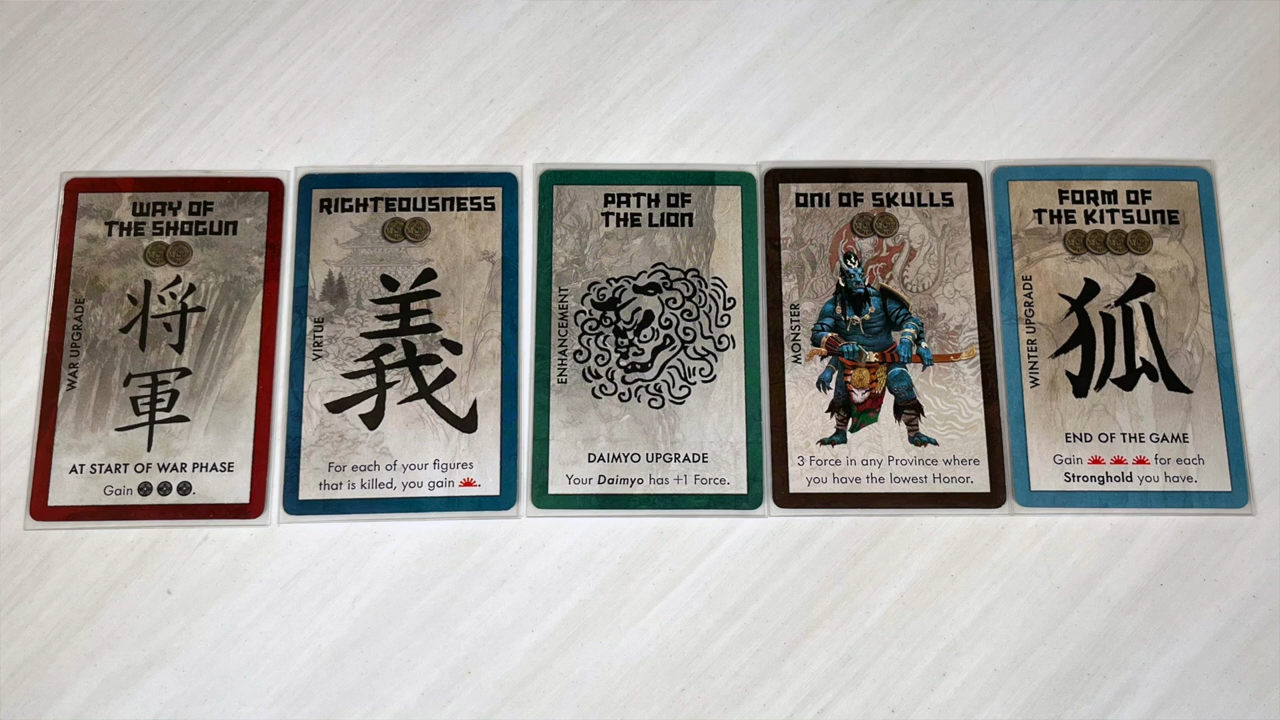 WAY OF
THE SHOGUN
WAR UPGRADE
将
軍
AT START OF WAR PHASE
Gain .
RIGHTEOUSNESS
VIRTUE
義
For each of your figures
that is killed, you gain .
PATH OF
THE LION
ENHANCEMENT
DAIMYO UPGRADE
Your Daimyo has +1 Force.
ONI OF SKULLS
MONSTER
3 Force in any Province where
you have the lowest Honor.
FORM OF
THE KITSUNE
WINTER UPGRADE
狐
END OF THE GAME
Gain for each
Stronghold you have.